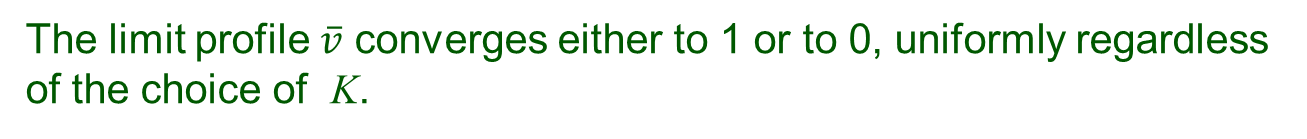 The limit profile v̄ converges either to 1 or to 0, uniformly regardless
of the choice of K.